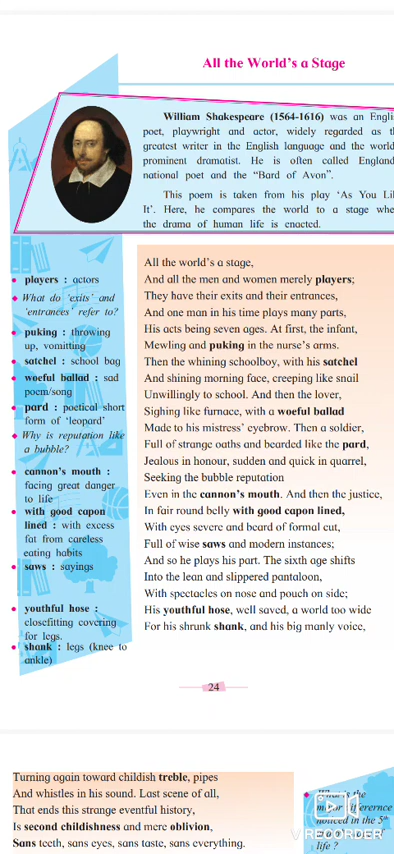 All the World's a Stage
William Shakespeare (1564-1616) was an Engli
poet, playwright and actor, widely regarded as t
greatest writer in the English language and the world
prominent dramatist. He is often called England
national poet and the "Bard of Avon".
This poem is taken from his play 'As You Li
It'. Here, he compares the world to a stage whe
the drama of human life is enacted.
players : actors
What do 'exits' and
'entrances' refer to?
puking : throwing
up, vomitting
satchel : school bag
woeful ballad : sad
poem/song
pard : poetical short
form of 'leopard'
Why is reputation like
a bubble?
cannon's mouth :
facing great danger
to life
with good capon
lined : with excess
fat from careless
eating habits
saws : sayings
youthful hose :
closefitting covering
for legs.
shank : legs (knee to
ankle)
All the world's a stage,
And all the men and women merely players;
They have their exits and their entrances,
And one man in his time plays many parts,
His acts being seven ages. At first, the infant,
Mewling and puking in the nurse's arms.
Then the whining schoolboy, with his satchel
And shining morning face, creeping like snail
Unwillingly to school. And then the lover,
Sighing like furnace, with a woeful ballad
Made to his mistress' eyebrow. Then a soldier,
Full of strange oaths and bearded like the pard,
Jealous in honour, sudden and quick in quarrel,
Seeking the bubble reputation
Even in the cannon's mouth. And then the justice,
In fair round belly with good capon lined,
With eyes severe and beard of formal cut,
Full of wise saws and modern instances;
And so he plays his part. The sixth age shifts
Into the lean and slippered pantaloon,
With spectacles on nose and pouch on side;
His youthful hose, well saved, a world too wide
For his shrunk shank, and his big manly voice,
24
Turning again toward childish treble, pipes
And whistles in his sound. Last scene of all,
That ends this strange eventful history,
Is second childishness and mere oblivion,
Sans teeth, sans eyes, sans taste, sans everything.
What is the
major difererence
noticed in the 5th
of
life ?
V RECORDER